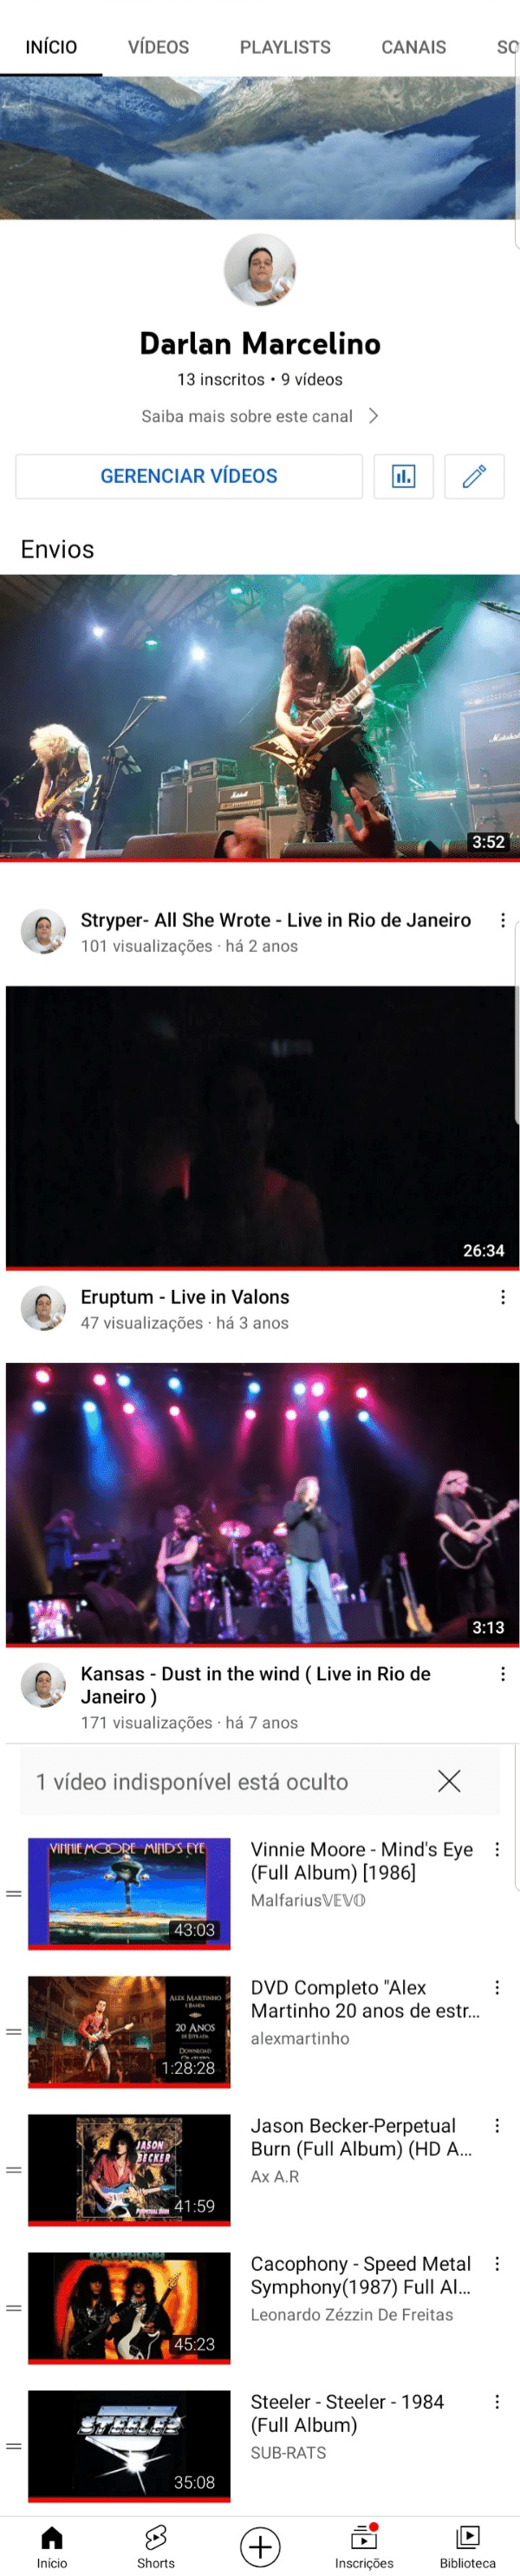 INÍCIO VÍDEOS PLAYLISTS CANAIS
Darlan Marcelino
13 inscritos • 9 vídeos
Saiba mais sobre este canal
GERENCIAR VÍDEOS
Envios
Marshall
3:52
Stryper- All She Wrote - Live in Rio de Janeiro
101 visualizações · há 2 anos
26:34
Eruptum - Live in Valons
47 visualizações · há 3 anos
3:13
Kansas - Dust in the wind ( Live in Rio de
Janeiro )
171 visualizações · há 7 anos
1 vídeo indisponível está oculto
VINNIE MOORE MIND'S EYE
43:03
Vinnie Moore - Mind's Eye
(Full Album) [1986]
Malfarius𝕍𝔼𝕍𝕆
ALEX MARTINHO
E BANDA
20 ANOS
DE ESTRADA
DOWNLOAD
1:28:28
DVD Completo "Alex
Martinho 20 anos de estr...
alexmartinho
JASON
BECKER
41:59
Jason Becker-Perpetual
Burn (Full Album) (HD A...
Ax A.R
CACOPHONY
45:23
Cacophony - Speed Metal
Symphony(1987) Full Al...
Leonardo Zézzin De Freitas
STEELER
35:08
Steeler - Steeler - 1984
(Full Album)
SUB-RATS
Início Shorts Inscrições Biblioteca